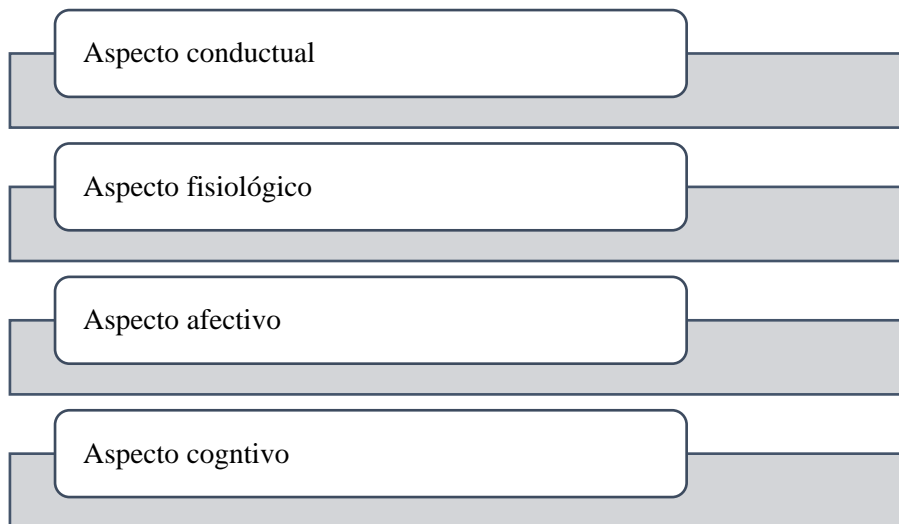 Aspecto conductual
Aspecto fisiológico
Aspecto afectivo
Aspecto cogntivo